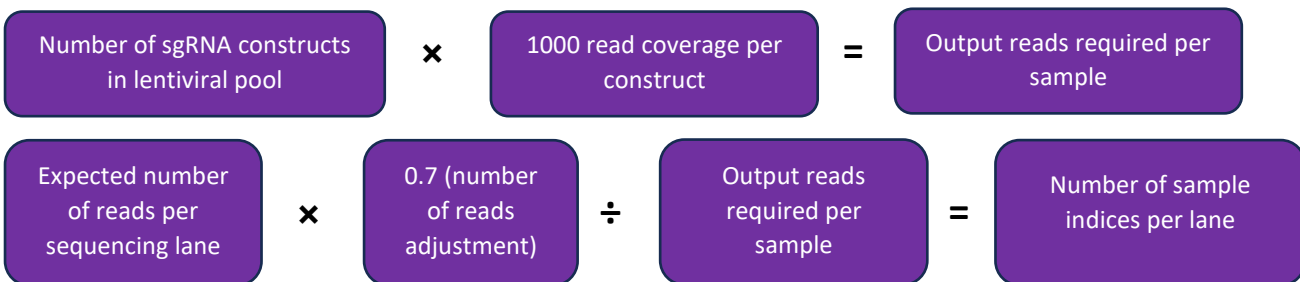 Number of sgRNA constructs
in lentiviral pool
×
1000 read coverage per
construct
=
Output reads required per
sample
Expected number
of reads per
sequencing lane
×
0.7 (number
of reads
adjustment)
÷
Output reads
required per
sample
=
Number of sample
indices per lane